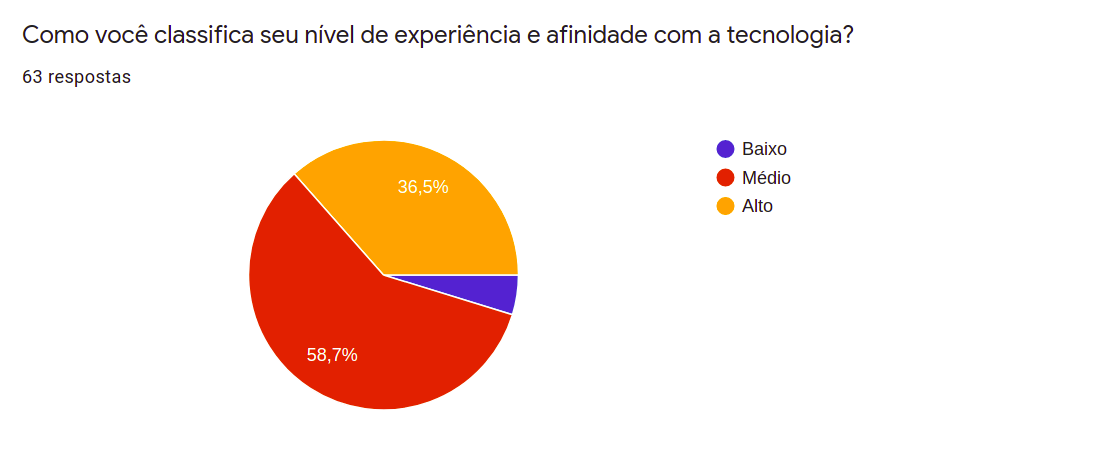 Como você classifica seu nível de experiência e afinidade com a tecnologia?
63 respostas
Baixo
Médio
Alto
36,5%
58,7%